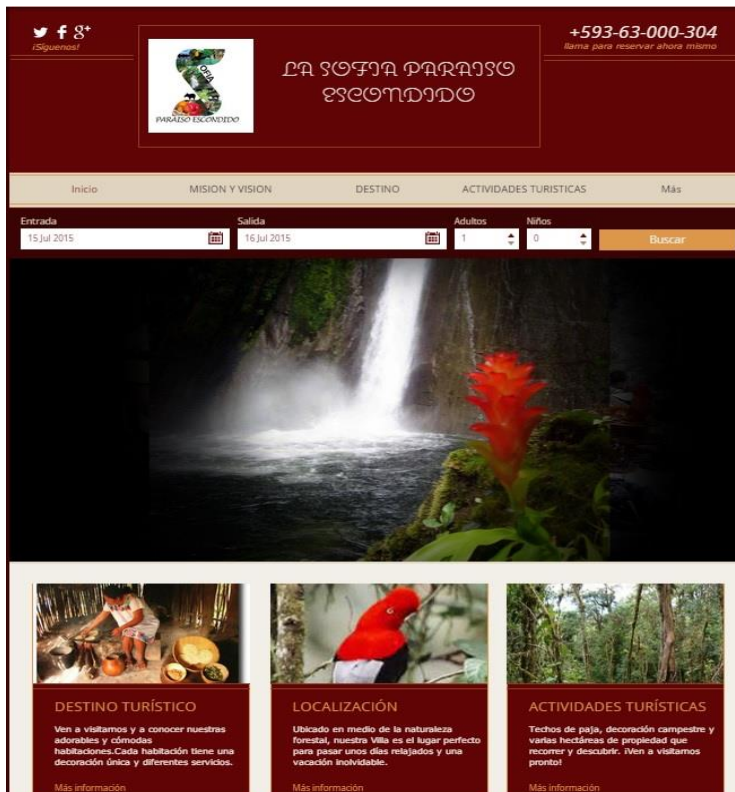 ¡Síguenos!
+593-63-000-304
llama para reservar ahora mismo
OFIA
PARAISO ESCONDIDO
LA SOFIA PARAISO
ESCONDIDO
Inicio
MISION Y VISION
DESTINO
ACTIVIDADES TURISTICAS
Más
Entrada
Salida
Adultos
Niños
15 Jul 2015
16 Jul 2015
1
0
Buscar
DESTINO TURÍSTICO
Ven a visitarnos y a conocer nuestras
adorables y cómodas
habitaciones.Cada habitación tiene una
decoración única y diferentes servicios.
Más información
LOCALIZACIÓN
Ubicado en medio de la naturaleza
forestal, nuestra Villa es el lugar perfecto
para pasar unos días relajados y una
vacación inolvidable.
Más información
ACTIVIDADES TURÍSTICAS
Techos de paja, decoración campestre y
varias hectáreas de propiedad que
recorrer y descubrir. ¡Ven a visitarnos
pronto!
Más información